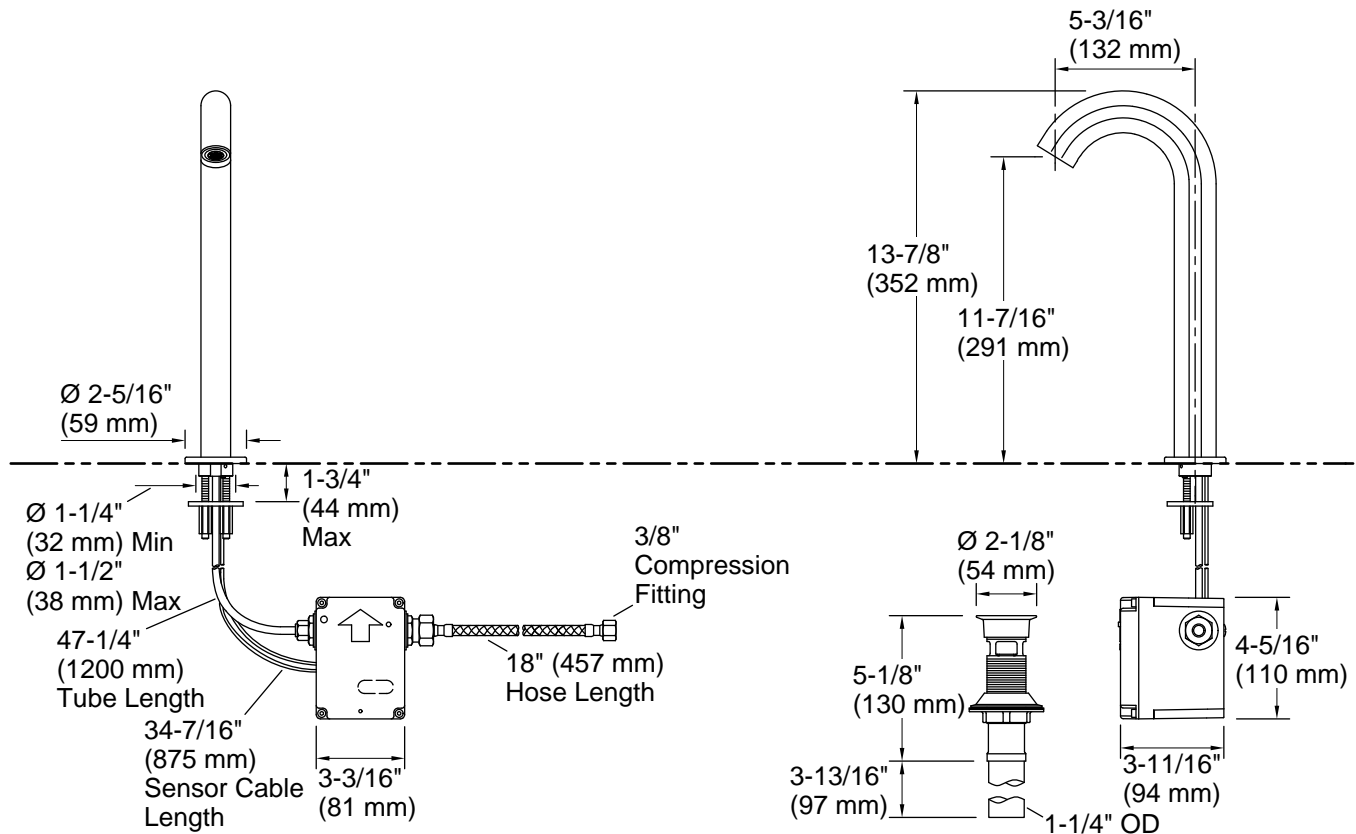 5-3/16"
(132 mm)
13-7/8"
(352 mm)
11-7/16"
(291 mm)
Ø 2-5/16"
(59 mm)
1-3/4"
(44 mm)
Max
Ø 1-1/4"
(32 mm) Min
Ø 1-1/2"
(38 mm) Max
47-1/4"
(1200 mm)
Tube Length
34-7/16"
(875 mm)
Sensor Cable
Length
3-3/16"
(81 mm)
18" (457 mm)
Hose Length
3/8"
Compression
Fitting
Ø 2-1/8"
(54 mm)
5-1/8"
(130 mm)
3-13/16"
(97 mm)
1-1/4" OD
4-5/16"
(110 mm)
3-11/16"
(94 mm)